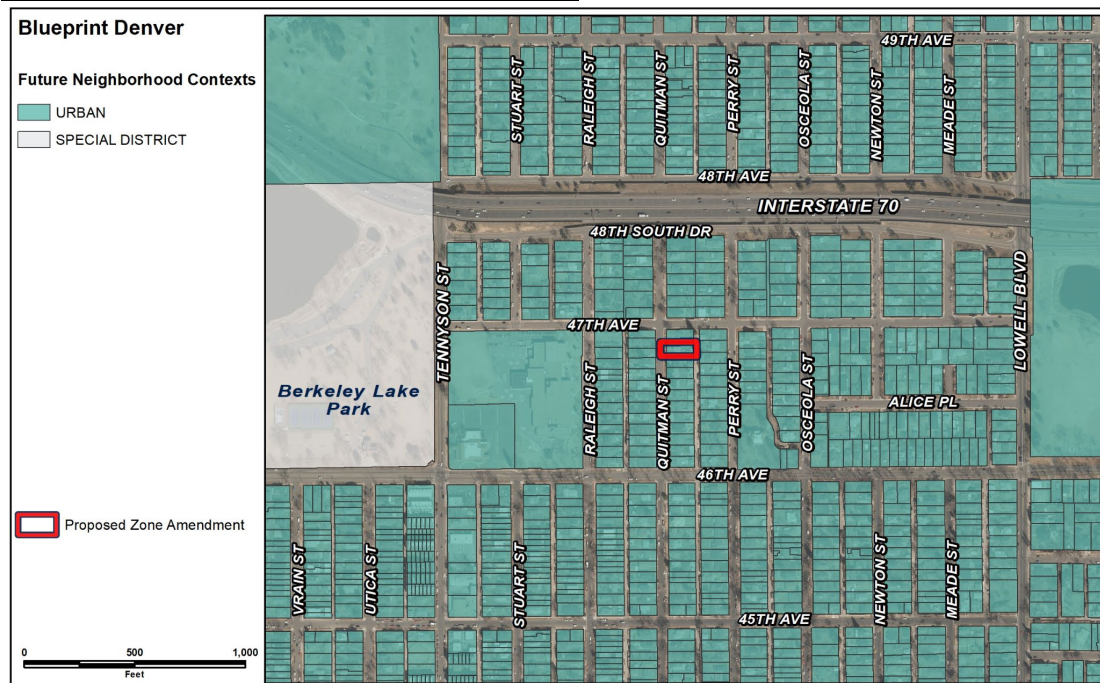 Blueprint Denver
Future Neighborhood Contexts
URBAN
SPECIAL DISTRICT
Proposed Zone Amendment
0 500 1,000
Feet
49TH AVE
STUART ST
RALEIGH ST
QUITMAN ST
PERRY ST
OSCEOLA ST
NEWTON ST
MEADE ST
48TH AVE
INTERSTATE 70
48TH SOUTH DR
TENNYSON ST
LOWELL BLVD
47TH AVE
Berkeley Lake
Park
RALEIGH ST
QUITMAN ST
PERRY ST
OSCEOLA ST
ALICE PL
46TH AVE
VRAIN ST
UTICA ST
STUART ST
NEWTON ST
MEADE ST
45TH AVE